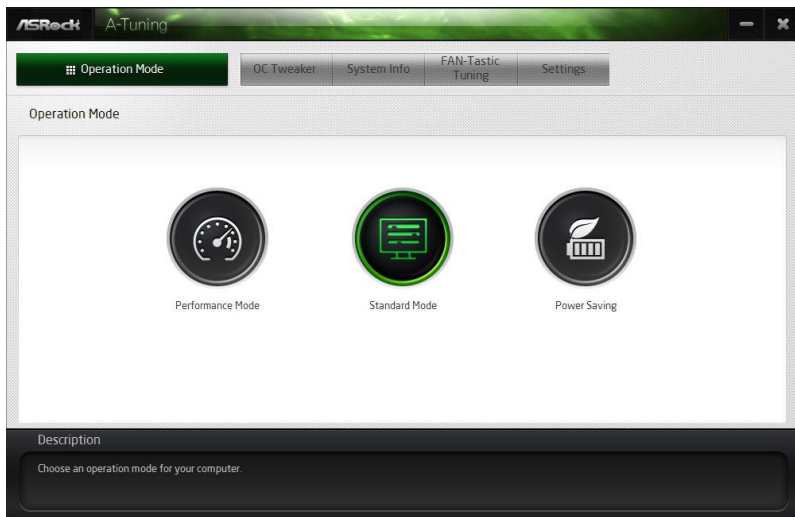 ASRock A-Tuning
Operation Mode OC Tweaker System Info FAN-Tastic Tuning Settings
Operation Mode
Performance Mode Standard Mode Power Saving
Description
Choose an operation mode for your computer.